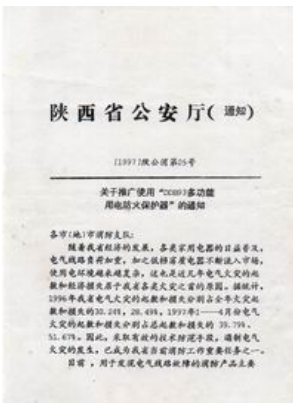 陕西省公安厅(通知)
(1997)陕公消第05号
关于推广使用“DDB93多功能
用电防火保护器”的通知
各市(地)市消防支队:
随着我省经济的发展，各类家用电器的日益普及，
电气线路负荷加重，加之低档劣质电器不断流入市场，
使用电环境越来越复杂，这也是近几年电气火灾的起
数和经济损失居于我省各类火灾之首的原因。据统计，
1996年我省电气火灾的起数和损失分别占全年火灾起
数和损失的30.24%，28.49%，1997年1——4月份电气
火灾的起数和损失分别占总起数和损失的 39.79%、
51.67%。因此，采取有效的技术防范手段，遏制电气
火灾的发生，已成为我省当前消防工作重要任务之一。
目前，用于发现电气线路故障的消防产品主要